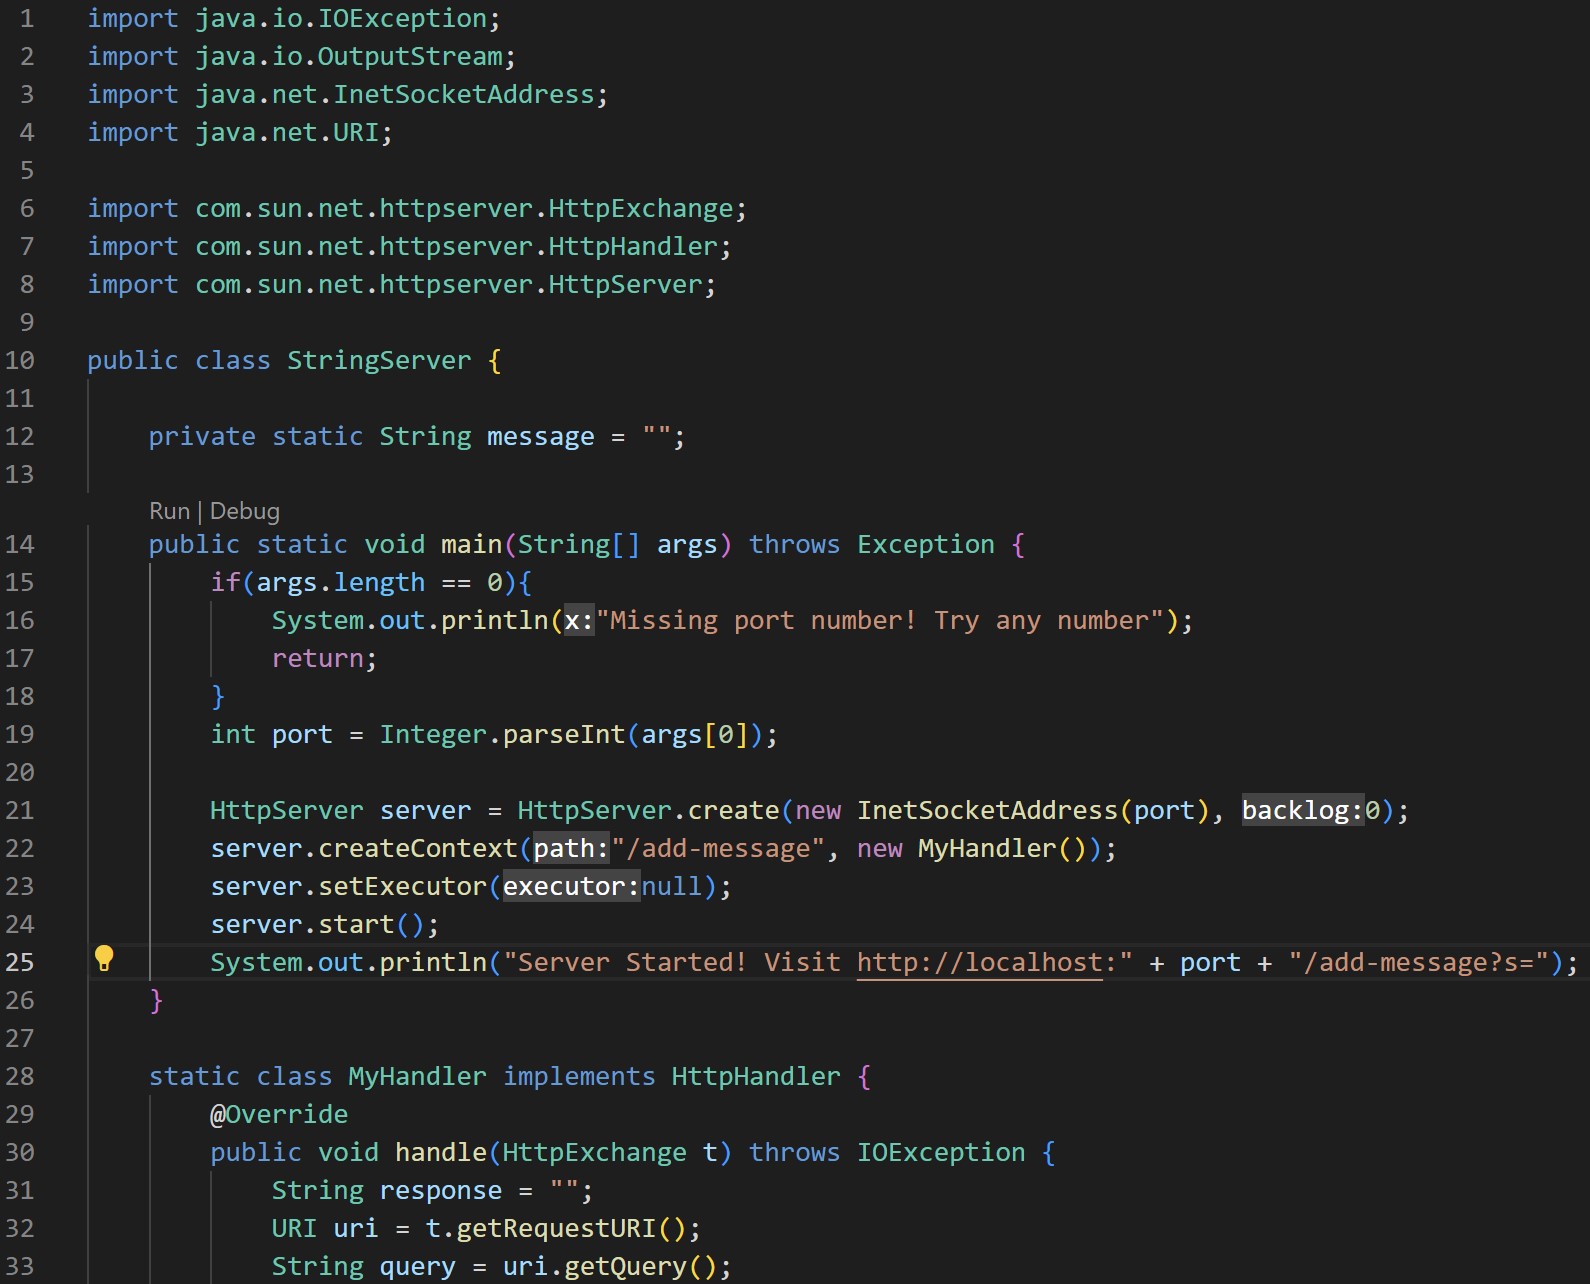 1 import java.io.IOException;
2 import java.io.OutputStream;
3 import java.net.InetSocketAddress;
4 import java.net.URI;
5
6 import com.sun.net.httpserver.HttpExchange;
7 import com.sun.net.httpserver.HttpHandler;
8 import com.sun.net.httpserver.HttpServer;
9
10 public class StringServer {
11
12     private static String message = "";
13
Run | Debug
14     public static void main(String[] args) throws Exception {
15         if(args.length == 0){
16             System.out.println(x:"Missing port number! Try any number");
17             return;
18         }
19         int port = Integer.parseInt(args[0]);
20
21         HttpServer server = HttpServer.create(new InetSocketAddress(port), backlog:0);
22         server.createContext(path:"/add-message", new MyHandler());
23         server.setExecutor(executor:null);
24         server.start();
25         System.out.println("Server Started! Visit http://localhost:" + port + "/add-message?s=");
26     }
27
28     static class MyHandler implements HttpHandler {
29         @Override
30         public void handle(HttpExchange t) throws IOException {
31             String response = "";
32             URI uri = t.getRequestURI();
33             String query = uri.getQuery();